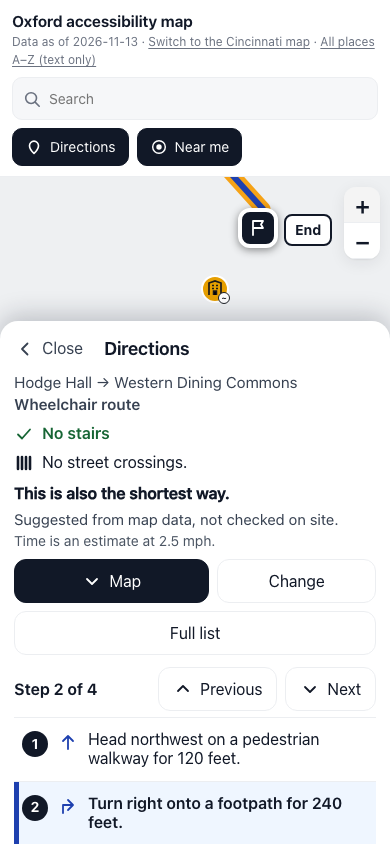 Oxford accessibility map
Data as of 2026-11-13 · Switch to the Cincinnati map · All places
A–Z (text only)
Search
Directions
Near me
+
End
−
Close
Directions
Hodge Hall → Western Dining Commons
Wheelchair route
No stairs
No street crossings.
This is also the shortest way.
Suggested from map data, not checked on site.
Time is an estimate at 2.5 mph.
Map
Change
Full list
Step 2 of 4
Previous
Next
1
Head northwest on a pedestrian
walkway for 120 feet.
2
Turn right onto a footpath for 240
feet.